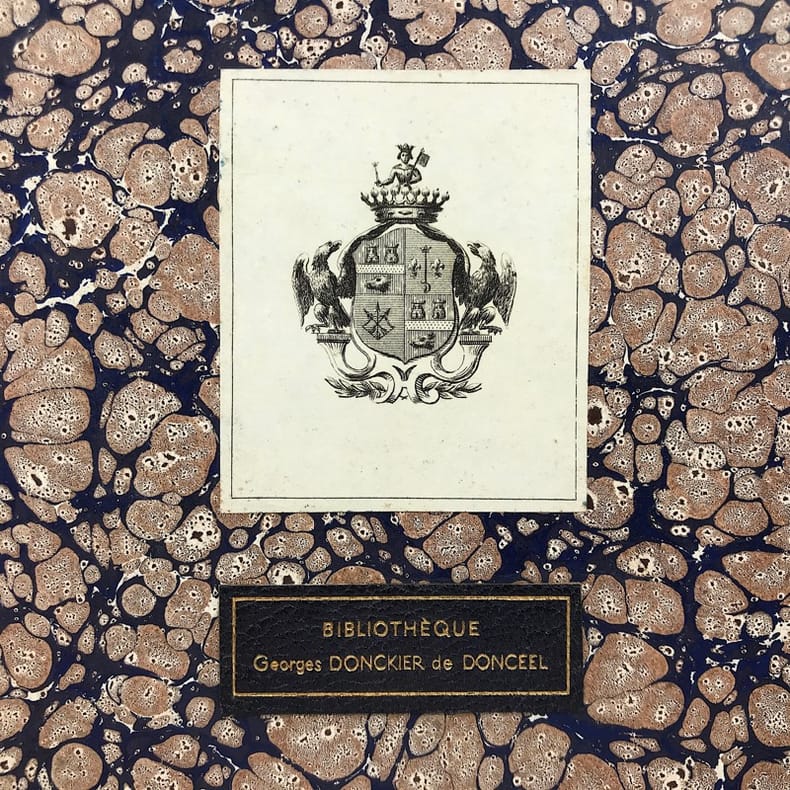 BIBLIOTHÈQUE
Georges DONCKIER de DONCEEL